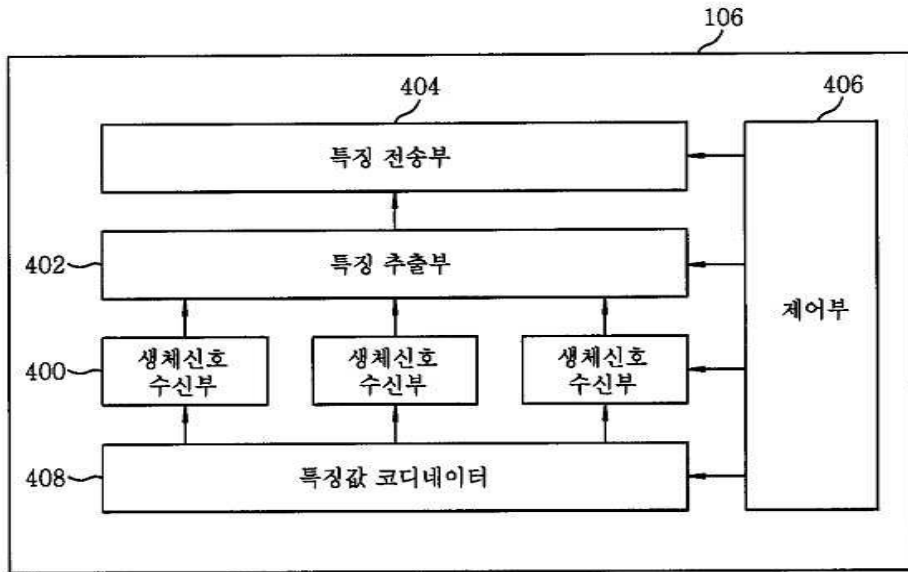 106
404
406
특징 전송부
402
특징 추출부
제어부
400
생체신호
수신부
생체신호
수신부
생체신호
수신부
408
특징값 코디네이터